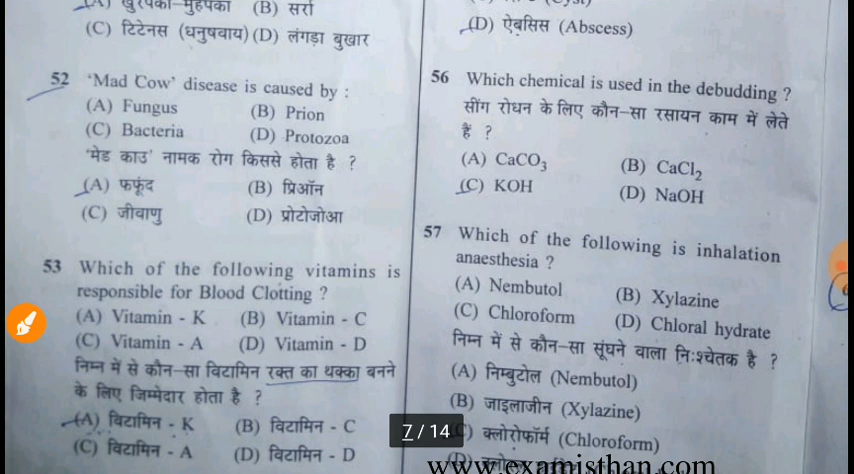 (A) खुरपका-मुँहपका (B) सर्रा
(C) टिटेनस (धनुषवाय) (D) लंगड़ा बुखार
52 'Mad Cow' disease is caused by :
(A) Fungus (B) Prion
(C) Bacteria (D) Protozoa
'मेड काउ' नामक रोग किससे होता है ?
(A) फफूंद (B) प्रिऑन
(C) जीवाणु (D) प्रोटोजोआ
53 Which of the following vitamins is
responsible for Blood Clotting ?
(A) Vitamin - K (B) Vitamin - C
(C) Vitamin - A (D) Vitamin - D
निम्न में से कौन-सा विटामिन रक्त का थक्का बनने
के लिए जिम्मेदार होता है ?
(A) विटामिन - K (B) विटामिन - C
(C) विटामिन - A (D) विटामिन - D
(D) ऐबसिस (Abscess)
56 Which chemical is used in the debudding ?
सींग रोधन के लिए कौन-सा रसायन काम में लेते
हैं ?
(A) CaCO₃ (B) CaCl₂
(C) KOH (D) NaOH
57 Which of the following is inhalation
anaesthesia ?
(A) Nembutol (B) Xylazine
(C) Chloroform (D) Chloral hydrate
निम्न में से कौन-सा सूंघने वाला निःश्चेतक है ?
(A) निम्बुटोल (Nembutol)
(B) जाइलाजीन (Xylazine)
(C) क्लोरोफॉर्म (Chloroform)
7 / 14
www.examisthan.com